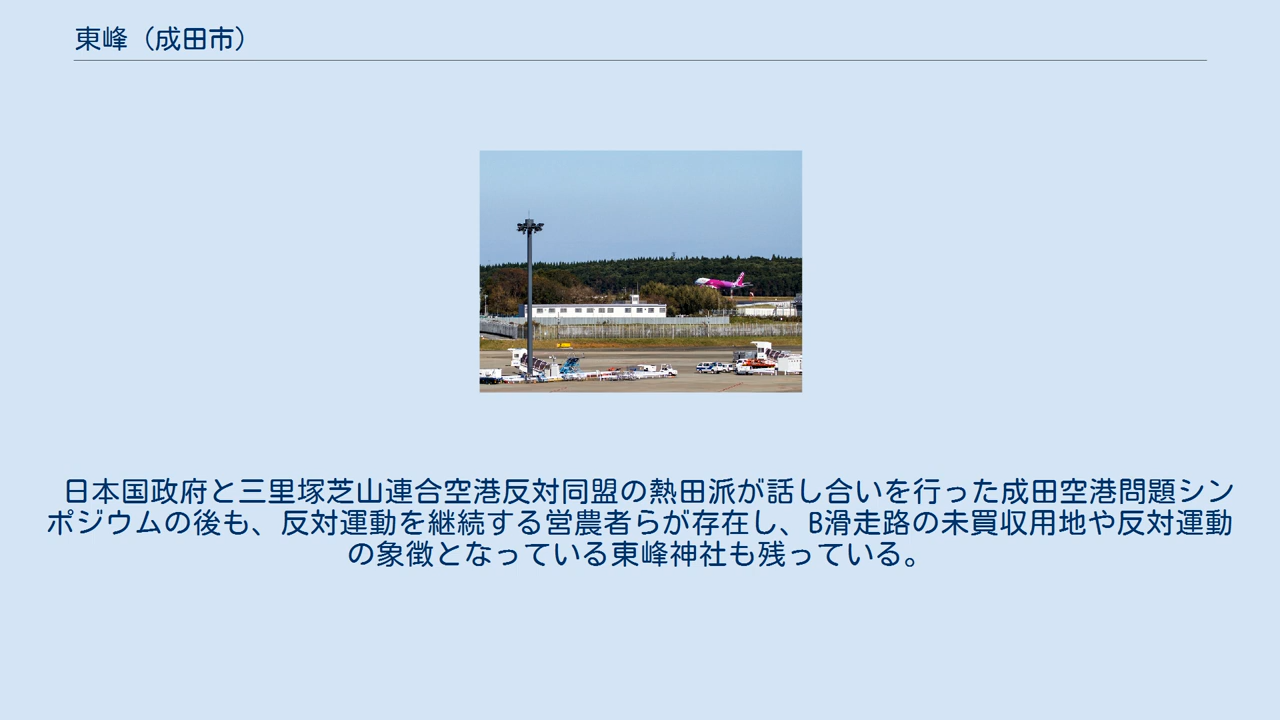 東峰（成田市）
日本国政府と三里塚芝山連合空港反対同盟の熱田派が話し合いを行った成田空港問題シン
ポジウムの後も、反対運動を継続する営農者らが存在し、B滑走路の未買収用地や反対運動
の象徴となっている東峰神社も残っている。